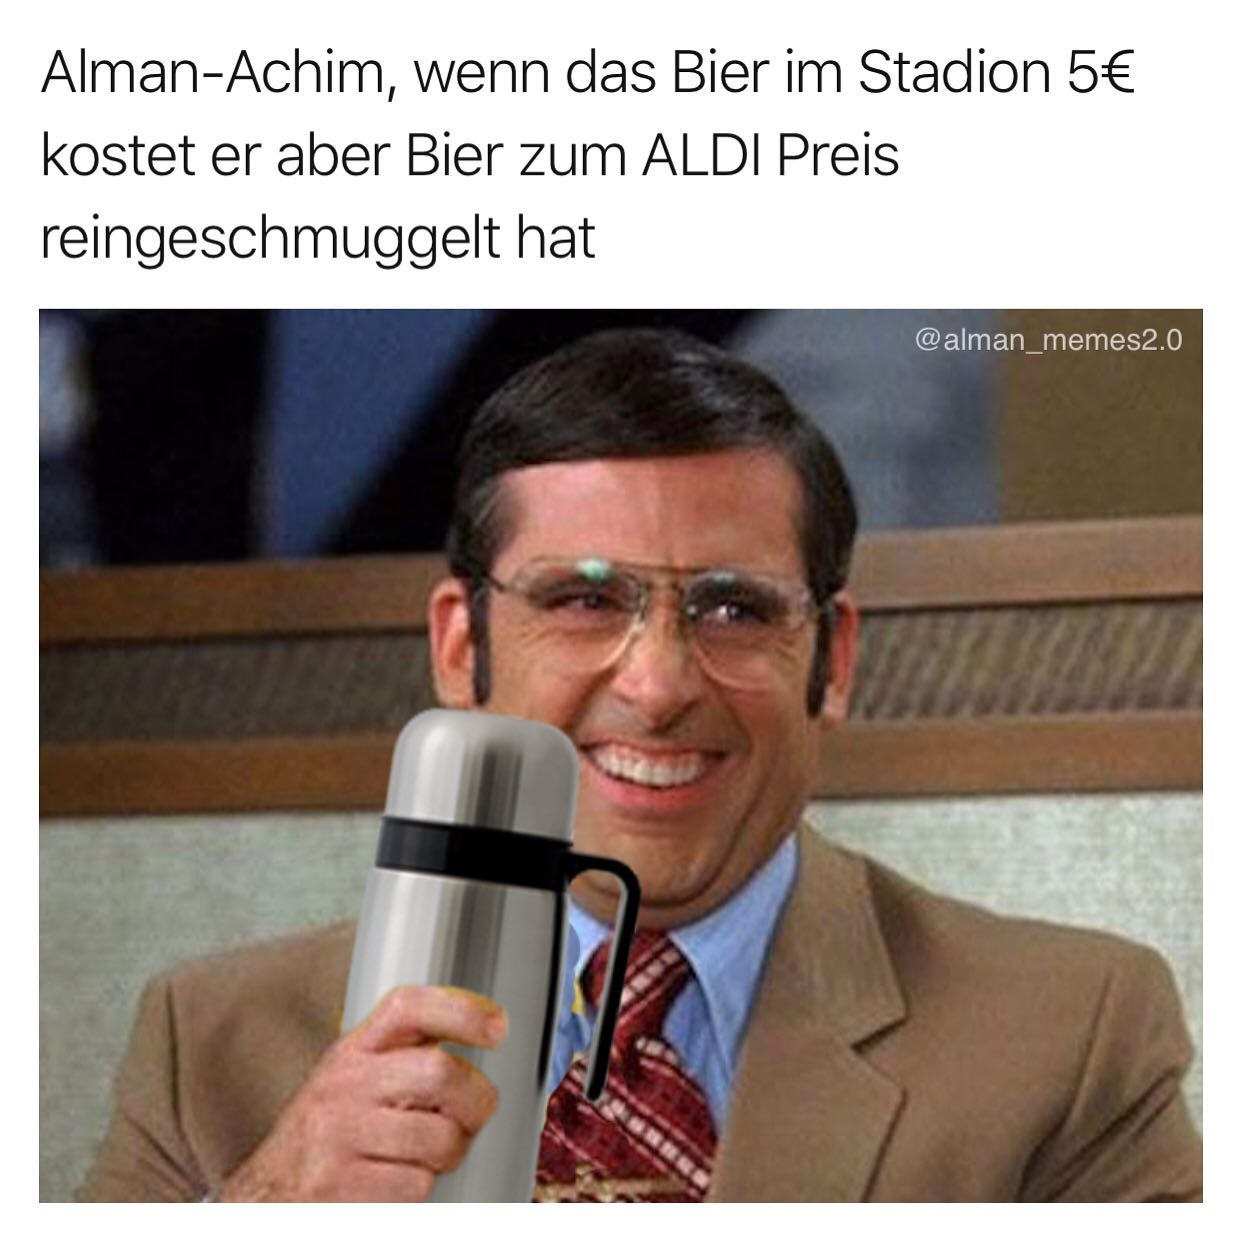 Alman-Achim, wenn das Bier im Stadion 5€
kostet er aber Bier zum ALDI Preis
reingeschmuggelt hat
@alman_memes2.0